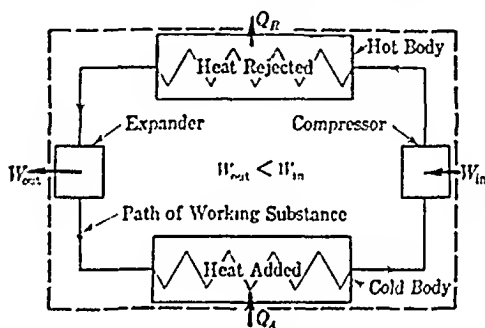 Q_R
Hot Body
Heat Rejected
Expander
Compressor
W_out
W_out < W_in
W_in
Path of Working Substance
Heat Added
Cold Body
Q_A